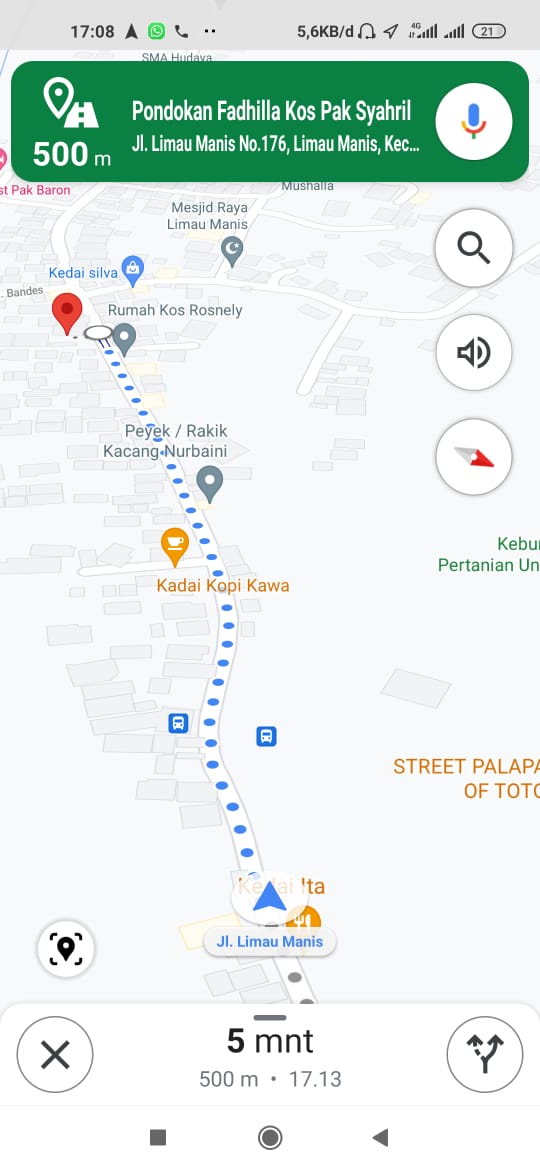 17:08
5,6KB/d
4G
21
SMA Hudaya
Pondokan Fadhilla Kos Pak Syahril
500 m
Jl. Limau Manis No.176, Limau Manis, Kec...
st Pak Baron
Mushalla
Mesjid Raya
Limau Manis
Kedai silva
. Bandes
Rumah Kos Rosnely
Peyek / Rakik
Kacang Nurbaini
Kebun
Pertanian Un
Kadai Kopi Kawa
STREET PALAPA
OF TOTO
Kedai Ita
Jl. Limau Manis
5 mnt
500 m • 17.13